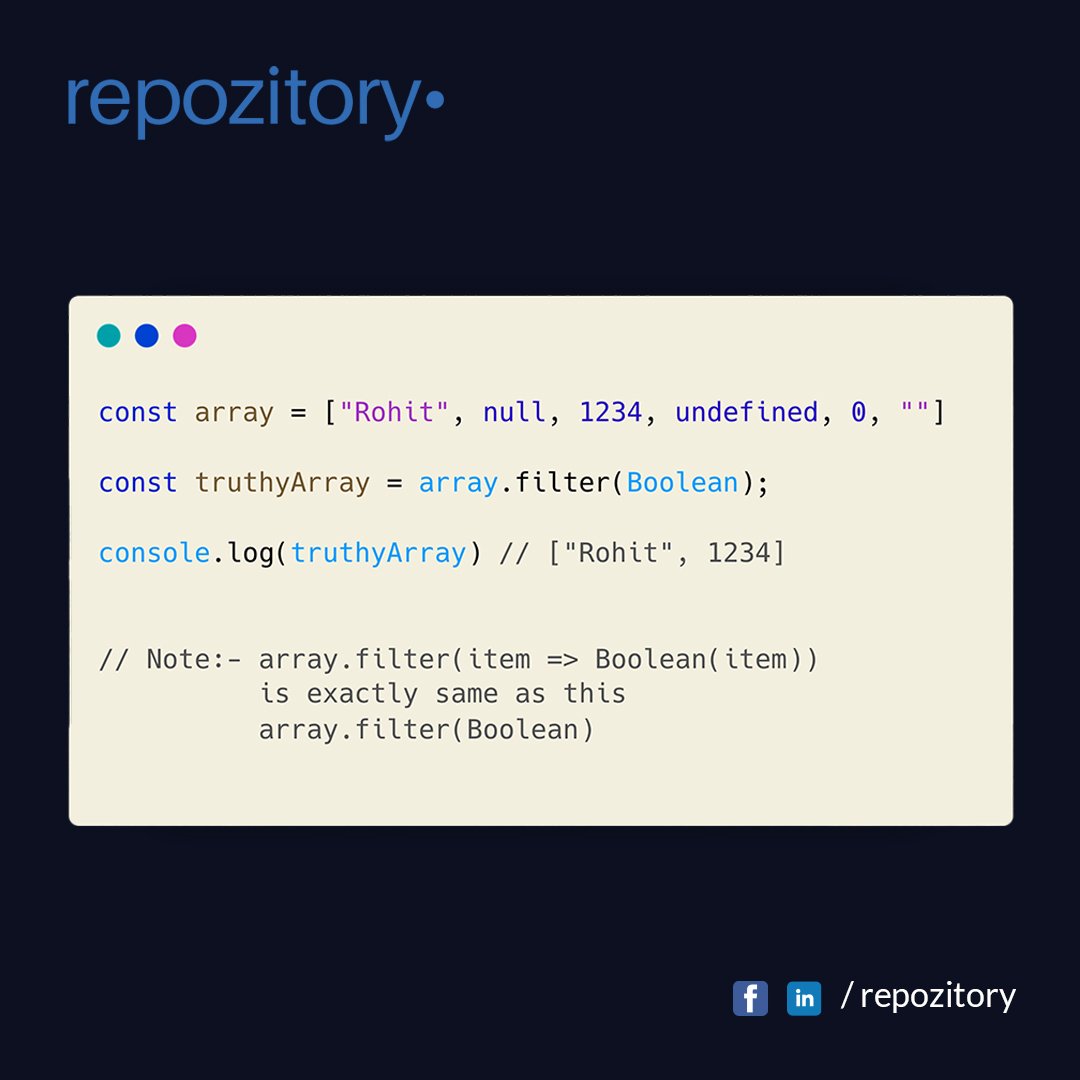 repozitory•
const array = ["Rohit", null, 1234, undefined, 0, ""]
const truthyArray = array.filter(Boolean);
console.log(truthyArray) // ["Rohit", 1234]
// Note:- array.filter(item => Boolean(item))
is exactly same as this
array.filter(Boolean)
f in / repozitory